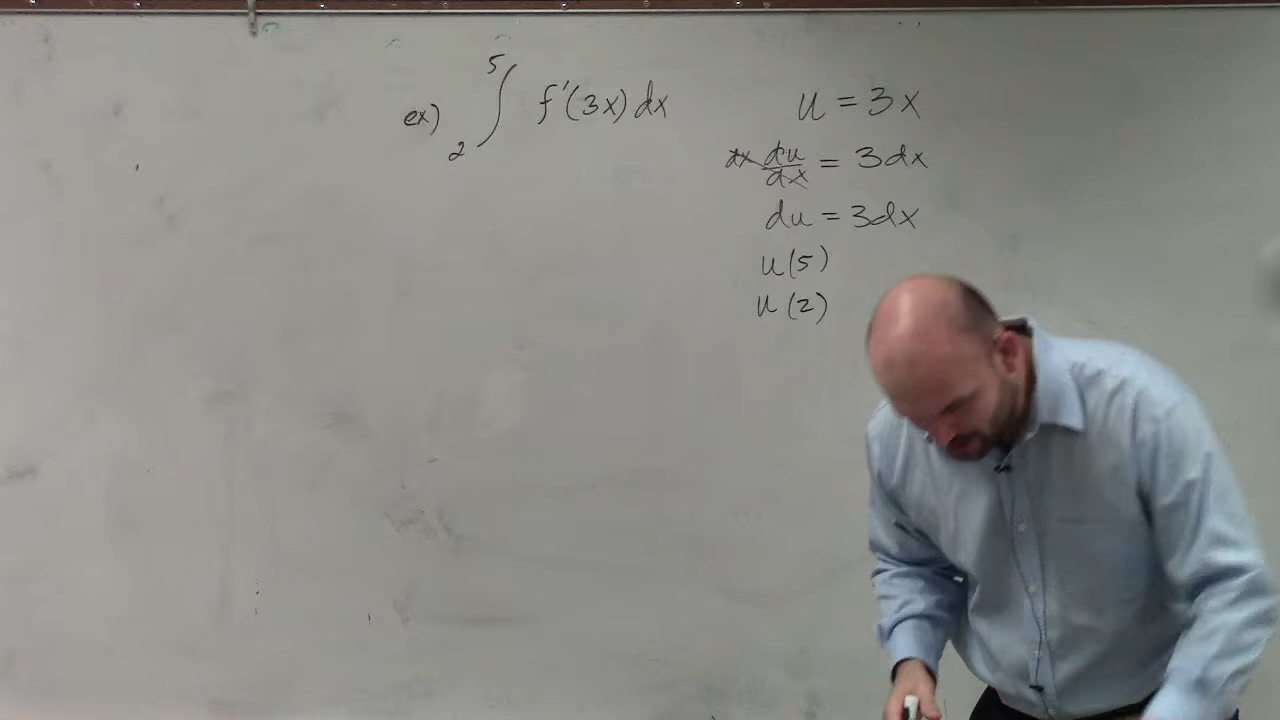 ex) ∫₂⁵ f'(3x) dx
u = 3x
dx du/dx = 3dx
du = 3dx
u(5)
u(2)